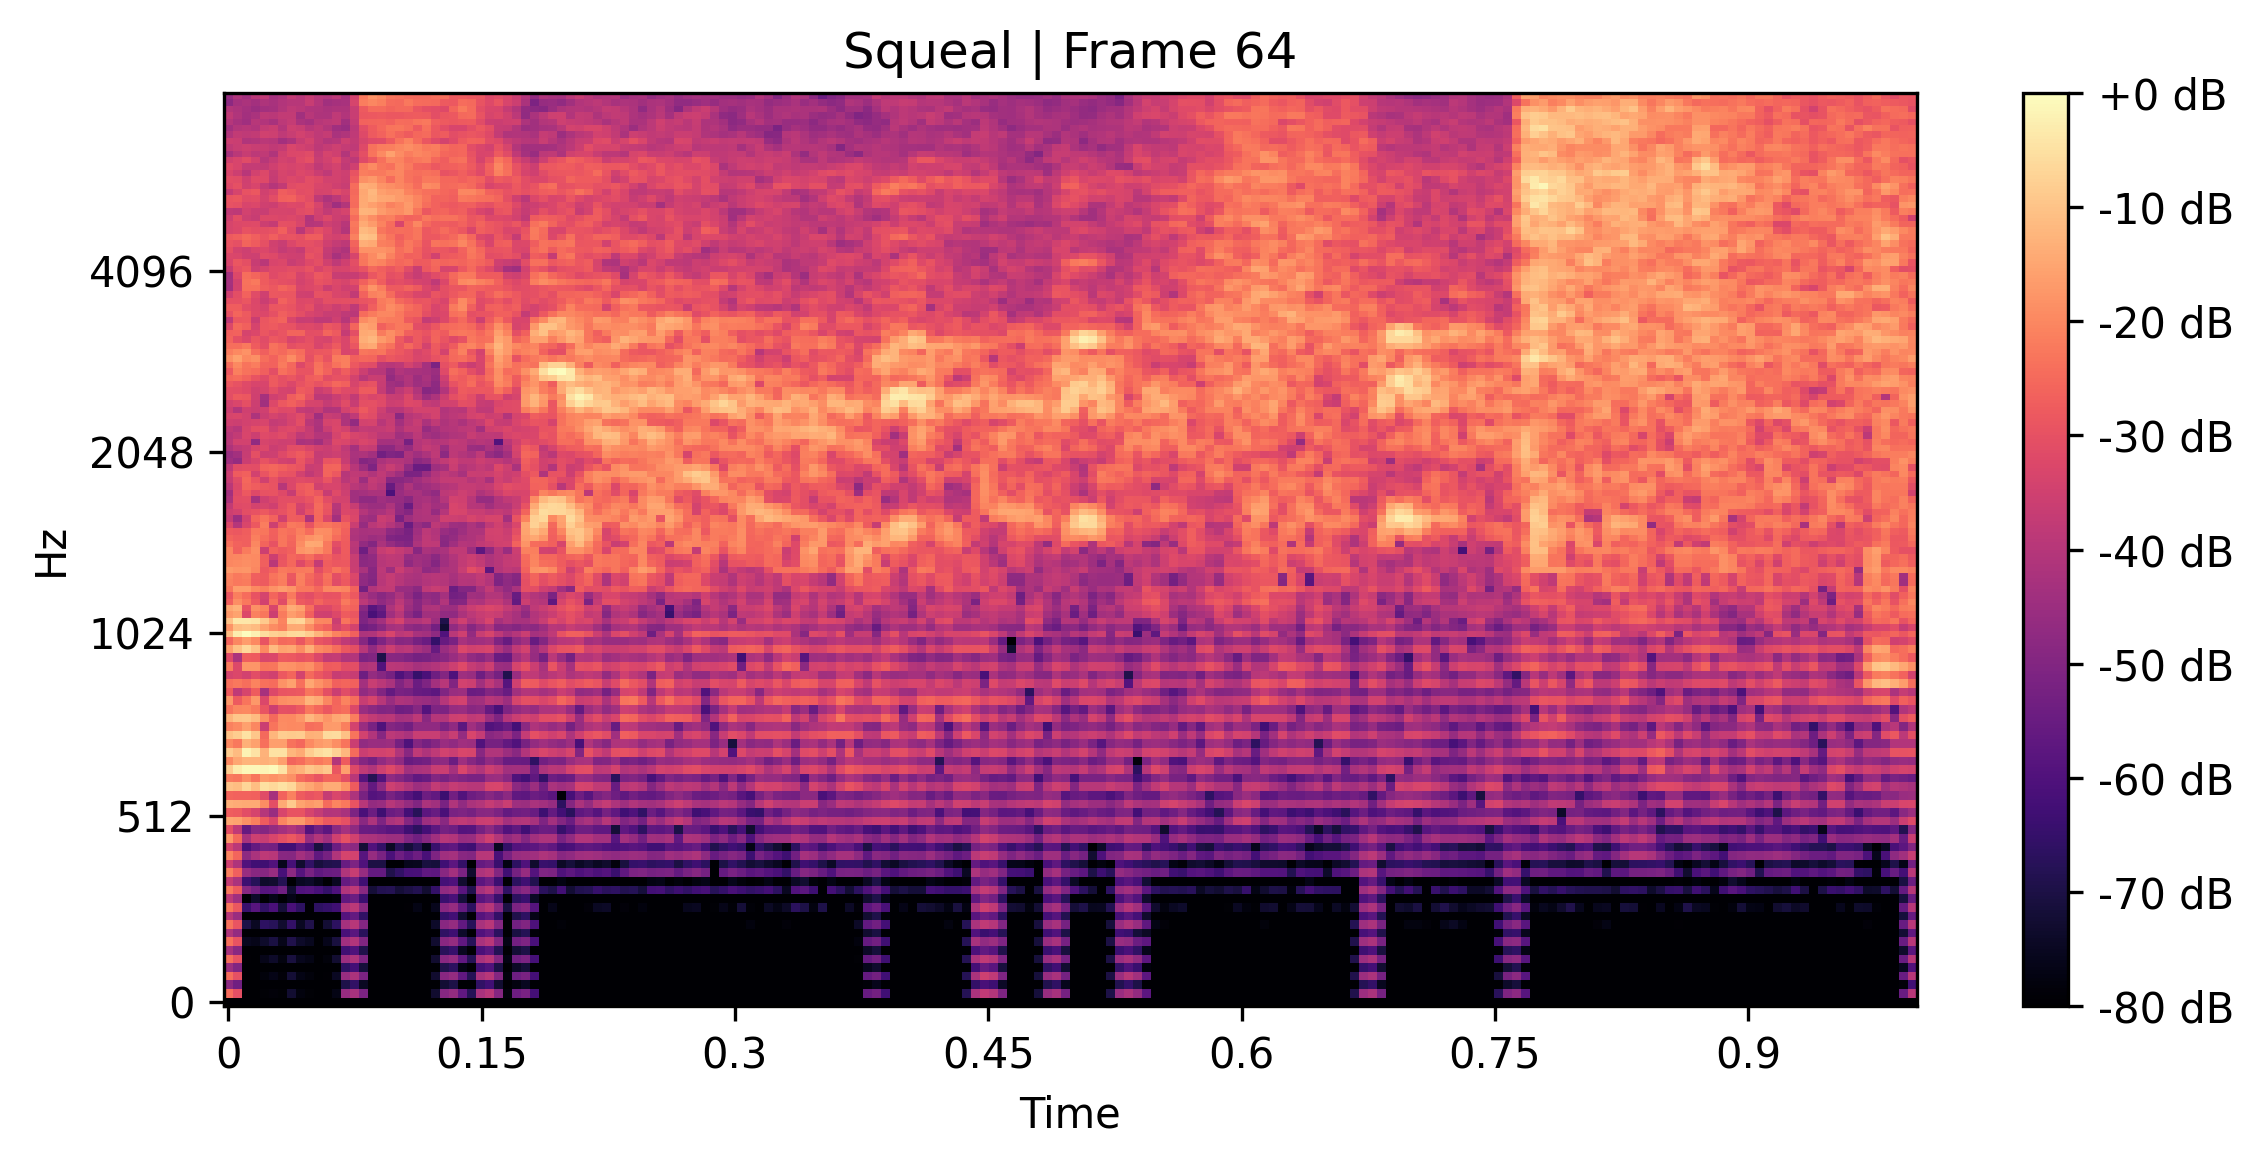 Squeal | Frame 64
+0 dB
-10 dB
-20 dB
-30 dB
-40 dB
-50 dB
-60 dB
-70 dB
-80 dB
Hz
4096
2048
1024
512
0
0 0.15 0.3 0.45 0.6 0.75 0.9
Time